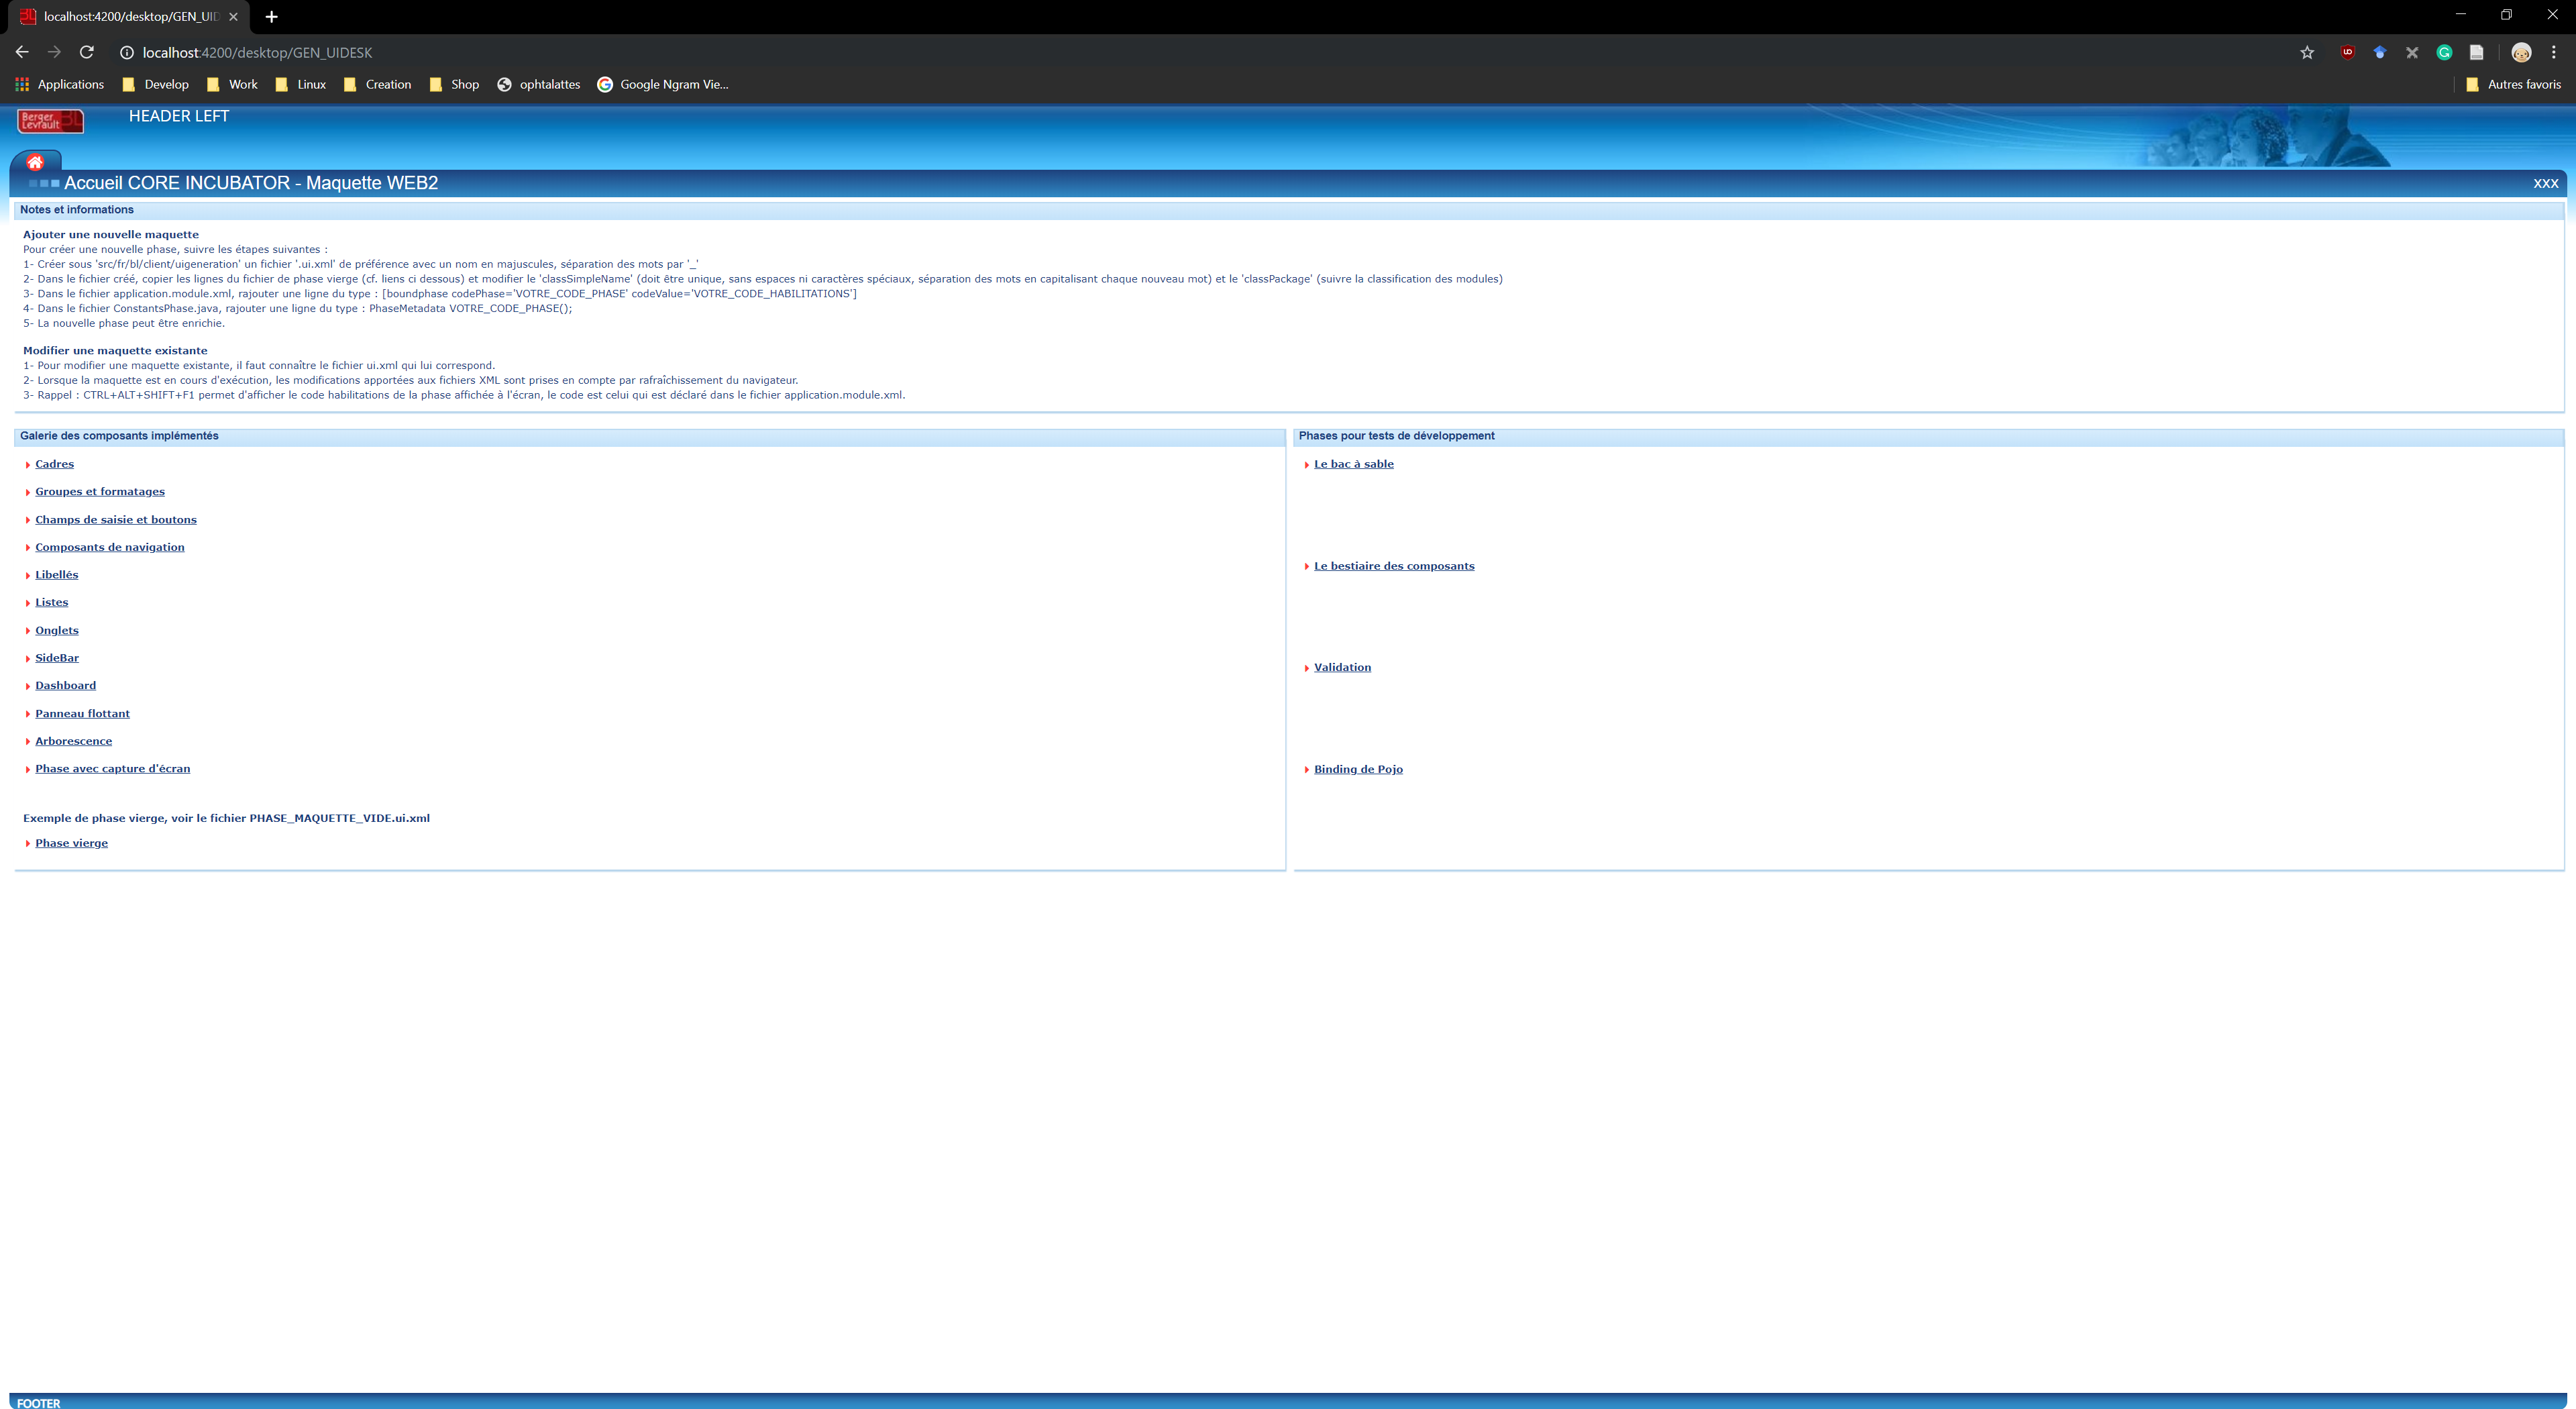 localhost:4200/desktop/GEN_UID
localhost:4200/desktop/GEN_UIDESK
Applications Develop Work Linux Creation Shop ophtalattes Google Ngram Vie... Autres favoris
Berger
Levrault
BL
HEADER LEFT
Accueil CORE INCUBATOR - Maquette WEB2
XXX
Notes et informations
Ajouter une nouvelle maquette
Pour créer une nouvelle phase, suivre les étapes suivantes :
1- Créer sous 'src/fr/bl/client/uigeneration' un fichier '.ui.xml' de préférence avec un nom en majuscules, séparation des mots par '_'
2- Dans le fichier créé, copier les lignes du fichier de phase vierge (cf. liens ci dessous) et modifier le 'classSimpleName' (doit être unique, sans espaces ni caractères spéciaux, séparation des mots en capitalisant chaque nouveau mot) et le 'classPackage' (suivre la classification des modules)
3- Dans le fichier application.module.xml, rajouter une ligne du type : [boundphase codePhase='VOTRE_CODE_PHASE' codeValue='VOTRE_CODE_HABILITATIONS']
4- Dans le fichier ConstantsPhase.java, rajouter une ligne du type : PhaseMetadata VOTRE_CODE_PHASE();
5- La nouvelle phase peut être enrichie.
Modifier une maquette existante
1- Pour modifier une maquette existante, il faut connaître le fichier ui.xml qui lui correspond.
2- Lorsque la maquette est en cours d'exécution, les modifications apportées aux fichiers XML sont prises en compte par rafraîchissement du navigateur.
3- Rappel : CTRL+ALT+SHIFT+F1 permet d'afficher le code habilitations de la phase affichée à l'écran, le code est celui qui est déclaré dans le fichier application.module.xml.
Galerie des composants implémentés
Cadres
Groupes et formatages
Champs de saisie et boutons
Composants de navigation
Libellés
Listes
Onglets
SideBar
Dashboard
Panneau flottant
Arborescence
Phase avec capture d'écran
Exemple de phase vierge, voir le fichier PHASE_MAQUETTE_VIDE.ui.xml
Phase vierge
Phases pour tests de développement
Le bac à sable
Le bestiaire des composants
Validation
Binding de Pojo
FOOTER